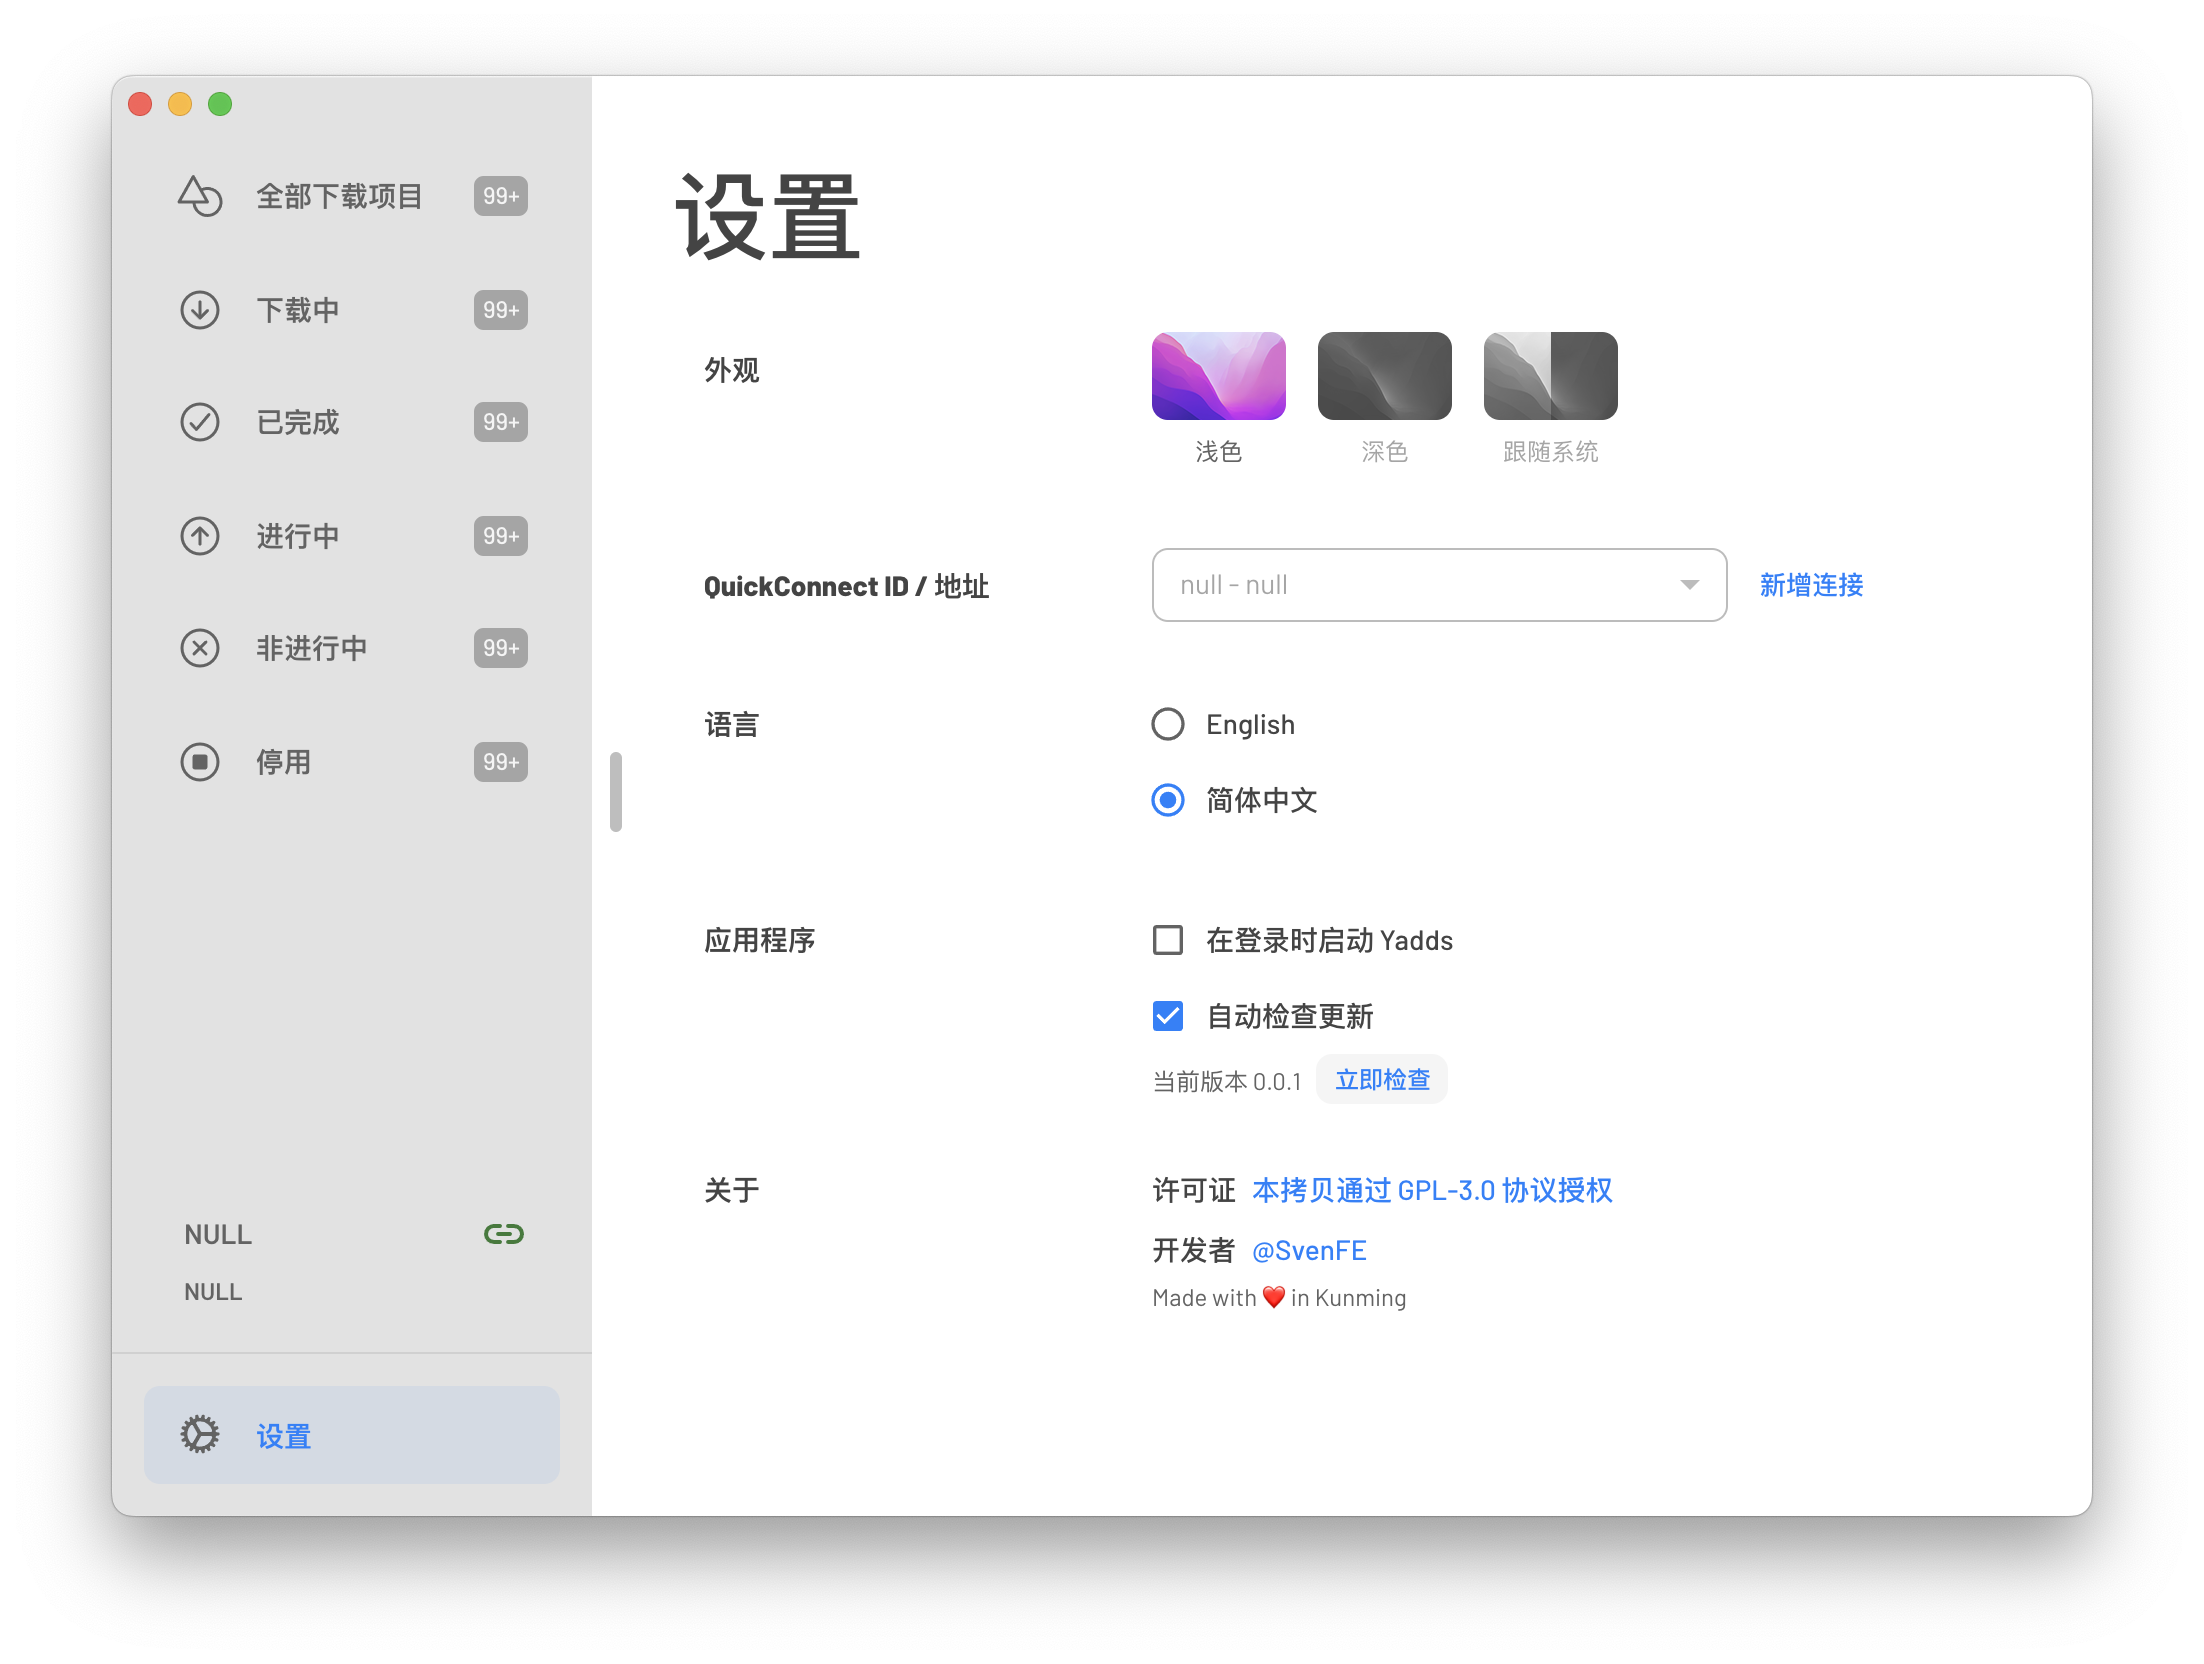 全部下载项目 99+
下载中 99+
已完成 99+
进行中 99+
非进行中 99+
停用 99+
NULL
NULL
设置
设置
外观
浅色 深色 跟随系统
QuickConnect ID / 地址 null - null 新增连接
语言 English
简体中文
应用程序 在登录时启动 Yadds
自动检查更新
当前版本 0.0.1 立即检查
关于 许可证 本拷贝通过 GPL-3.0 协议授权
开发者 @SvenFE
Made with ❤️ in Kunming